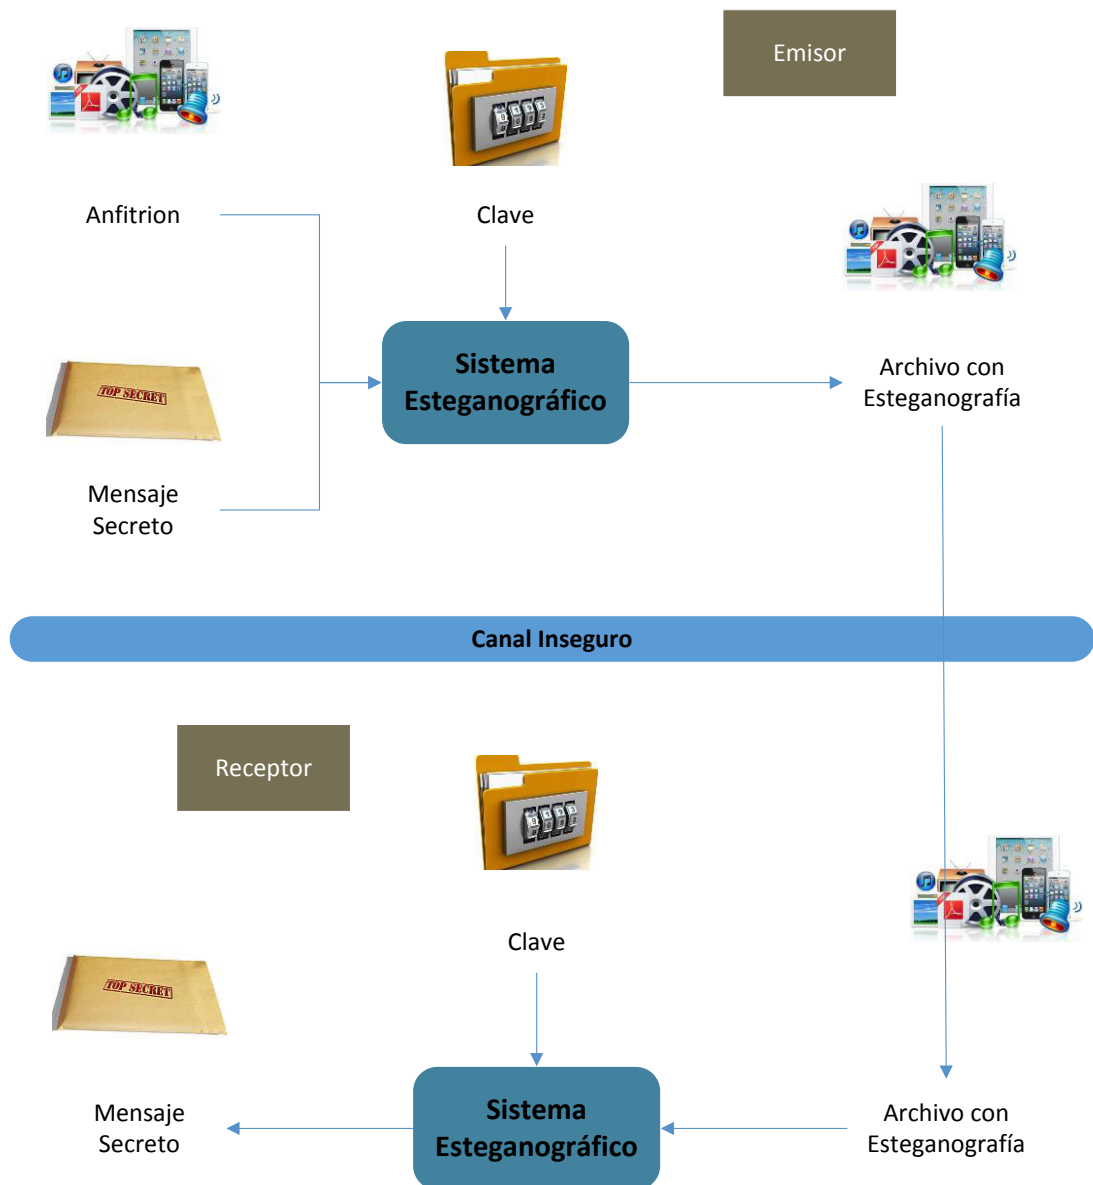 Emisor
Anfitrion
Clave
Sistema
Esteganográfico
Archivo con
Esteganografía
TOP SECRET
Mensaje
Secreto
Canal Inseguro
Receptor
Clave
TOP SECRET
Sistema
Esteganográfico
Mensaje
Secreto
Archivo con
Esteganografía